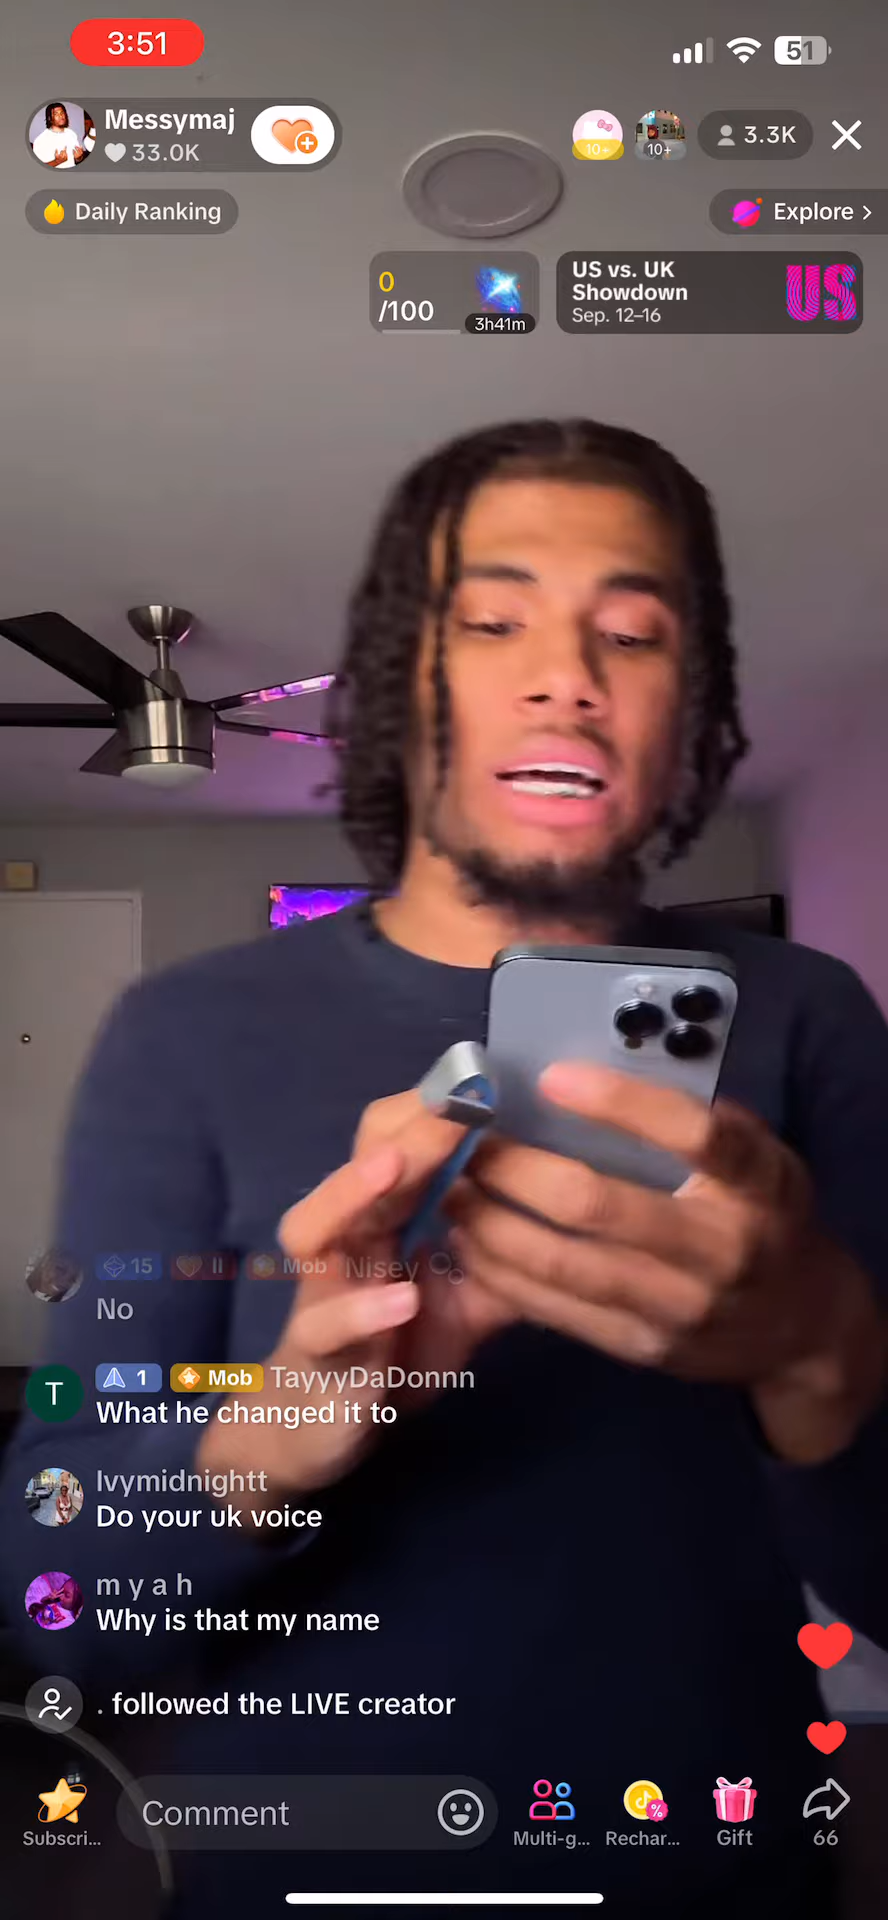 3:51
51
Messymaj
33.0K
10+
10+
3.3K
Daily Ranking
Explore >
0
/100
3h41m
US vs. UK
Showdown
Sep. 12–16
US
15 II Mob Nisey
No
T
1 Mob TayyyDaDonnn
What he changed it to
Ivymidnightt
Do your uk voice
m y a h
Why is that my name
. followed the LIVE creator
Subscri...
Comment
Multi-g...
Rechar...
Gift
66